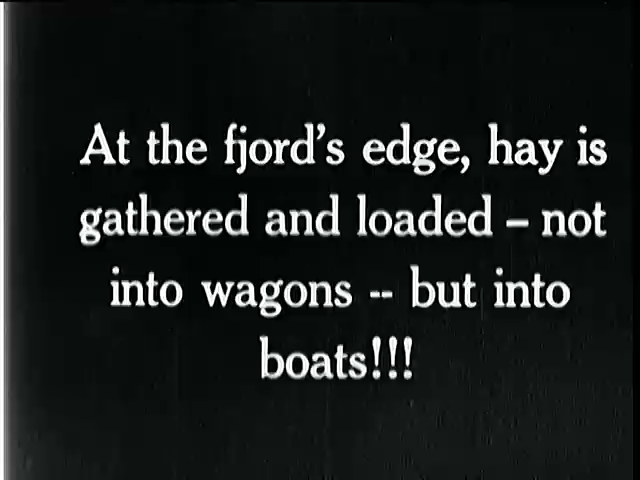 At the fjord's edge, hay is
gathered and loaded – not
into wagons -- but into
boats!!!